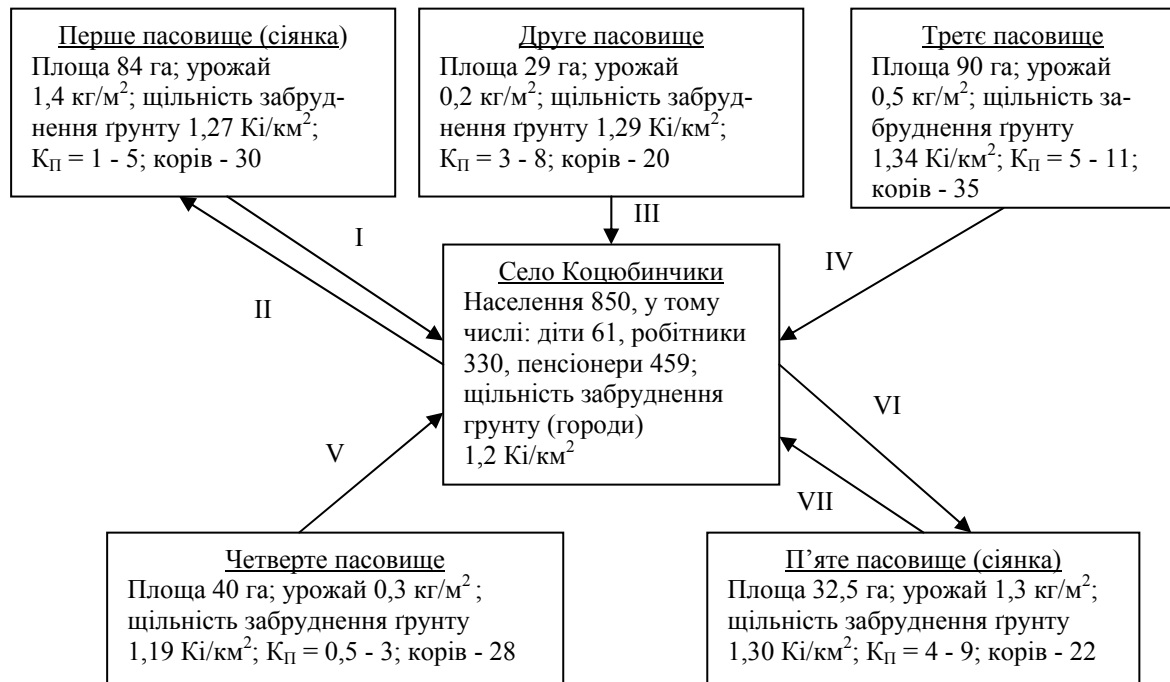 Перше пасовище (сіянка)
Площа 84 га; урожай
1,4 кг/м²; щільність забруд-
нення ґрунту 1,27 Кі/км²;
К_П = 1 - 5; корів - 30
Друге пасовище
Площа 29 га; урожай
0,2 кг/м²; щільність забруд-
нення ґрунту 1,29 Кі/км²;
К_П = 3 - 8; корів - 20
Третє пасовище
Площа 90 га; урожай
0,5 кг/м²; щільність за-
бруднення ґрунту
1,34 Кі/км²; К_П = 5 - 11;
корів - 35
I
II
III
IV
Село Коцюбинчики
Населення 850, у тому
числі: діти 61, робітники
330, пенсіонери 459;
щільність забруднення
грунту (городи)
1,2 Кі/км²
V
VI
VII
Четверте пасовище
Площа 40 га; урожай 0,3 кг/м² ;
щільність забруднення ґрунту
1,19 Кі/км²; К_П = 0,5 - 3; корів - 28
П’яте пасовище (сіянка)
Площа 32,5 га; урожай 1,3 кг/м²;
щільність забруднення ґрунту
1,30 Кі/км²; К_П = 4 - 9; корів - 22